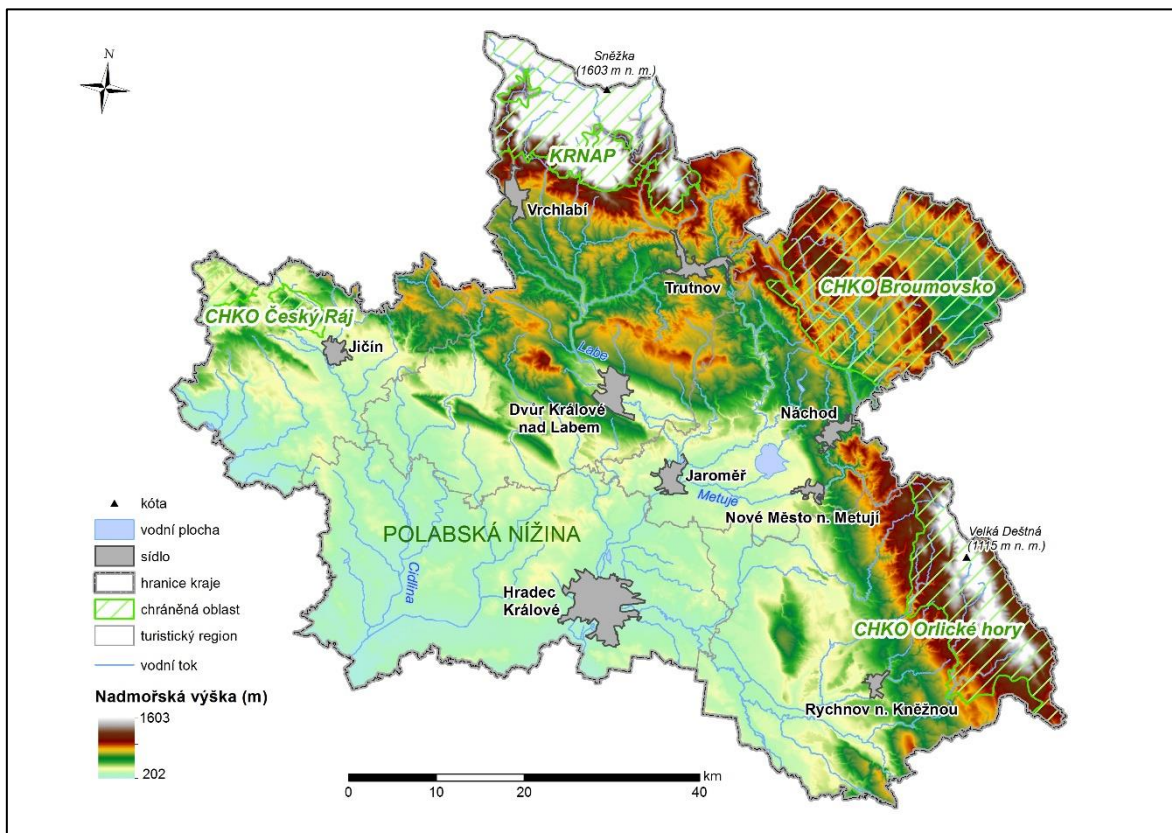 N
Sněžka
(1603 m n. m.)
KRNAP
Vrchlabí
Trutnov
CHKO Broumovsko
CHKO Český Ráj
Jičín
Labe
Dvůr Králové
nad Labem
Náchod
Jaroměř
Metuje
Nové Město n. Metují
POLABSKÁ NÍŽINA
Cidlina
Velká Deštná
(1115 m n. m.)
Hradec
Králové
CHKO Orlické hory
Rychnov n. Kněžnou
kóta
vodní plocha
sídlo
hranice kraje
chráněná oblast
turistický region
vodní tok
Nadmořská výška (m)
1603
202
km
0 10 20 40